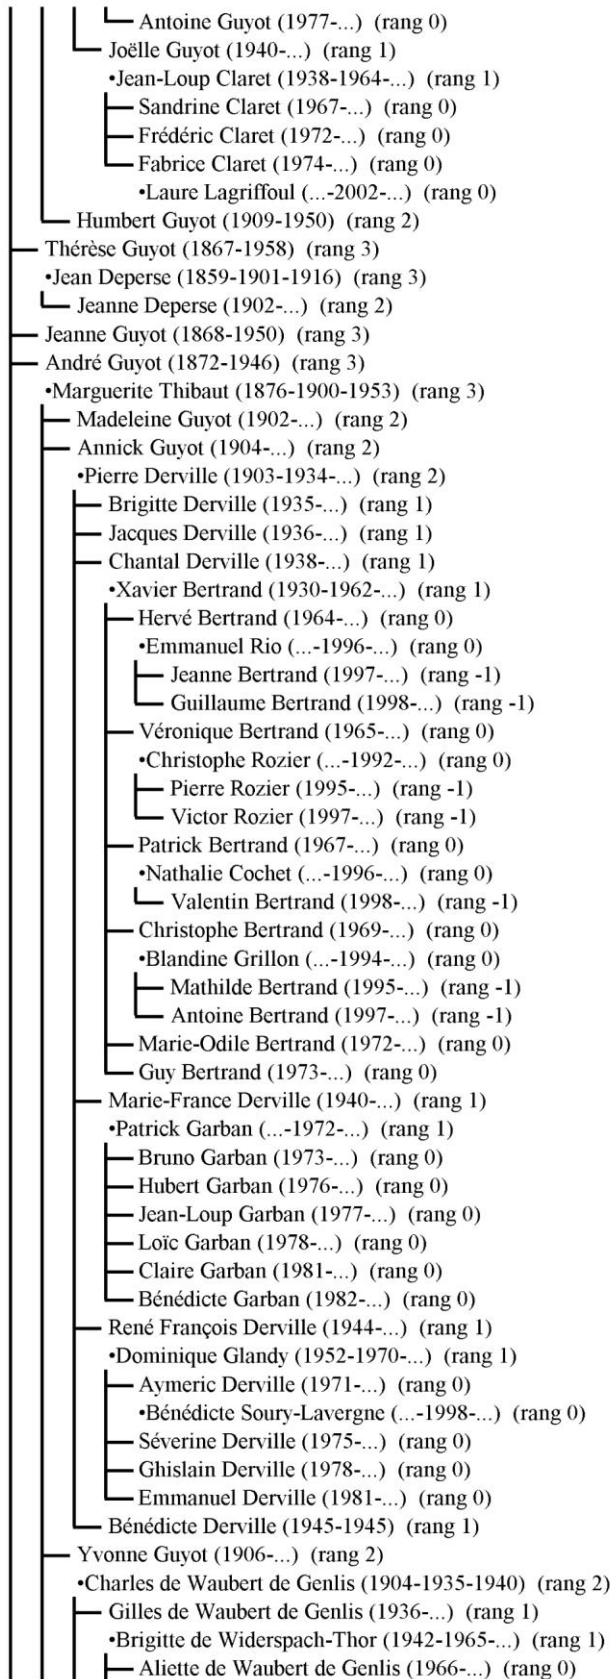 Antoine Guyot (1977-...) (rang 0)
Joëlle Guyot (1940-...) (rang 1)
•Jean-Loup Claret (1938-1964-...) (rang 1)
Sandrine Claret (1967-...) (rang 0)
Frédéric Claret (1972-...) (rang 0)
Fabrice Claret (1974-...) (rang 0)
•Laure Lagriffoul (...-2002-...) (rang 0)
Humbert Guyot (1909-1950) (rang 2)
Thérèse Guyot (1867-1958) (rang 3)
•Jean Deperse (1859-1901-1916) (rang 3)
Jeanne Deperse (1902-...) (rang 2)
Jeanne Guyot (1868-1950) (rang 3)
André Guyot (1872-1946) (rang 3)
•Marguerite Thibaut (1876-1900-1953) (rang 3)
Madeleine Guyot (1902-...) (rang 2)
Annick Guyot (1904-...) (rang 2)
•Pierre Derville (1903-1934-...) (rang 2)
Brigitte Derville (1935-...) (rang 1)
Jacques Derville (1936-...) (rang 1)
Chantal Derville (1938-...) (rang 1)
•Xavier Bertrand (1930-1962-...) (rang 1)
Hervé Bertrand (1964-...) (rang 0)
•Emmanuel Rio (...-1996-...) (rang 0)
Jeanne Bertrand (1997-...) (rang -1)
Guillaume Bertrand (1998-...) (rang -1)
Véronique Bertrand (1965-...) (rang 0)
•Christophe Rozier (...-1992-...) (rang 0)
Pierre Rozier (1995-...) (rang -1)
Victor Rozier (1997-...) (rang -1)
Patrick Bertrand (1967-...) (rang 0)
•Nathalie Cochet (...-1996-...) (rang 0)
Valentin Bertrand (1998-...) (rang -1)
Christophe Bertrand (1969-...) (rang 0)
•Blandine Grillon (...-1994-...) (rang 0)
Mathilde Bertrand (1995-...) (rang -1)
Antoine Bertrand (1997-...) (rang -1)
Marie-Odile Bertrand (1972-...) (rang 0)
Guy Bertrand (1973-...) (rang 0)
Marie-France Derville (1940-...) (rang 1)
•Patrick Garban (...-1972-...) (rang 1)
Bruno Garban (1973-...) (rang 0)
Hubert Garban (1976-...) (rang 0)
Jean-Loup Garban (1977-...) (rang 0)
Loïc Garban (1978-...) (rang 0)
Claire Garban (1981-...) (rang 0)
Bénédicte Garban (1982-...) (rang 0)
René François Derville (1944-...) (rang 1)
•Dominique Glandy (1952-1970-...) (rang 1)
Aymeric Derville (1971-...) (rang 0)
•Bénédicte Soury-Lavergne (...-1998-...) (rang 0)
Séverine Derville (1975-...) (rang 0)
Ghislain Derville (1978-...) (rang 0)
Emmanuel Derville (1981-...) (rang 0)
Bénédicte Derville (1945-1945) (rang 1)
Yvonne Guyot (1906-...) (rang 2)
•Charles de Waubert de Genlis (1904-1935-1940) (rang 2)
Gilles de Waubert de Genlis (1936-...) (rang 1)
•Brigitte de Widerspach-Thor (1942-1965-...) (rang 1)
Aliette de Waubert de Genlis (1966-...) (rang 0)